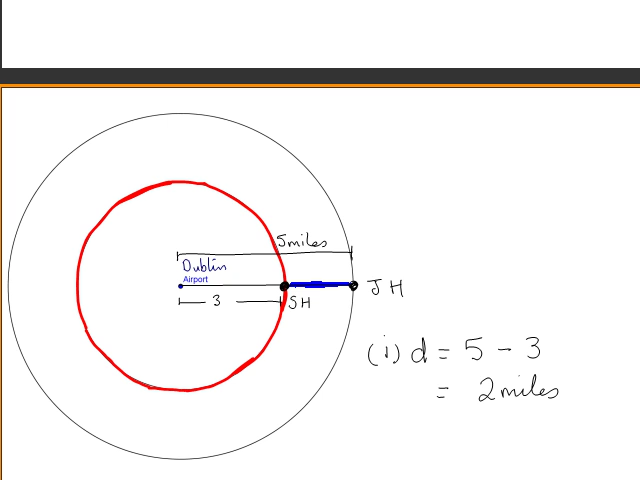 5miles
Dublin
Airport
3
SH
JH
(i) d = 5 - 3
= 2miles